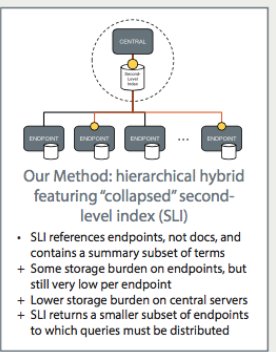 CENTRAL
Second-
Level
Index
ENDPOINT ENDPOINT ENDPOINT ... ENDPOINT
Our Method: hierarchical hybrid
featuring "collapsed" second-
level index (SLI)
• SLI references endpoints, not docs, and
contains a summary subset of terms
+ Some storage burden on endpoints, but
still very low per endpoint
+ Lower storage burden on central servers
+ SLI returns a smaller subset of endpoints
to which queries must be distributed